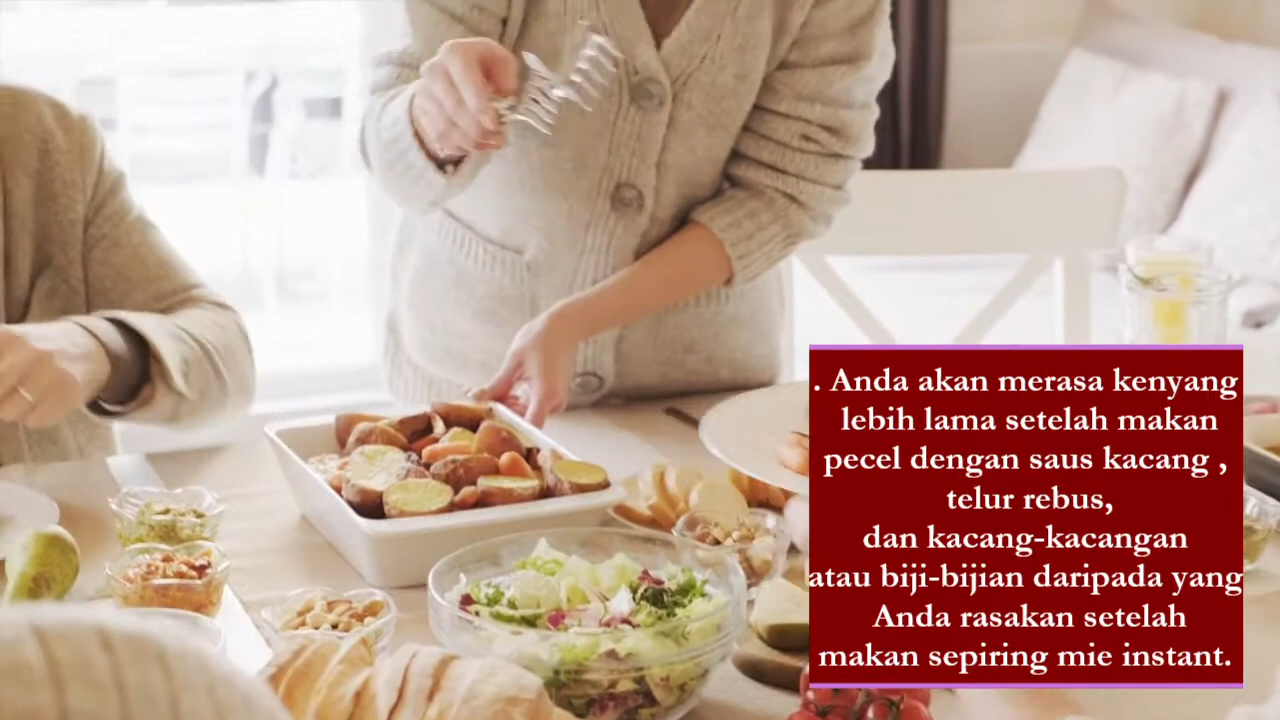 . Anda akan merasa kenyang
lebih lama setelah makan
pecel dengan saus kacang ,
telur rebus,
dan kacang-kacangan
atau biji-bijian daripada yang
Anda rasakan setelah
makan sepiring mie instant.